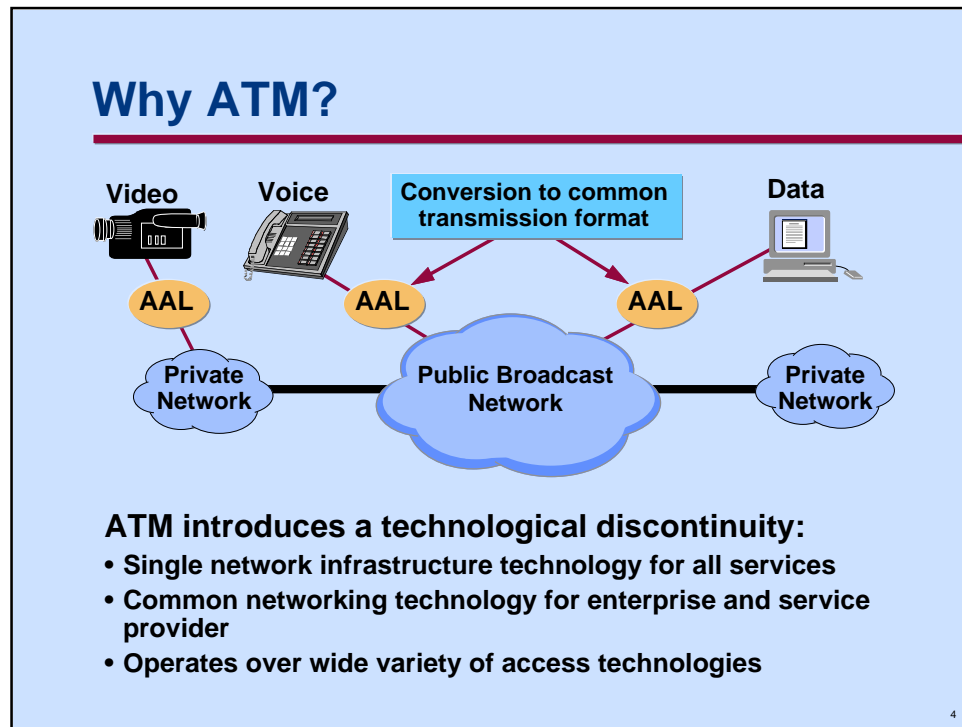 Why ATM?
Video
Voice
Conversion to common
transmission format
Data
AAL
AAL
AAL
Private
Network
Public Broadcast
Network
Private
Network
ATM introduces a technological discontinuity:
• Single network infrastructure technology for all services
• Common networking technology for enterprise and service
provider
• Operates over wide variety of access technologies
4